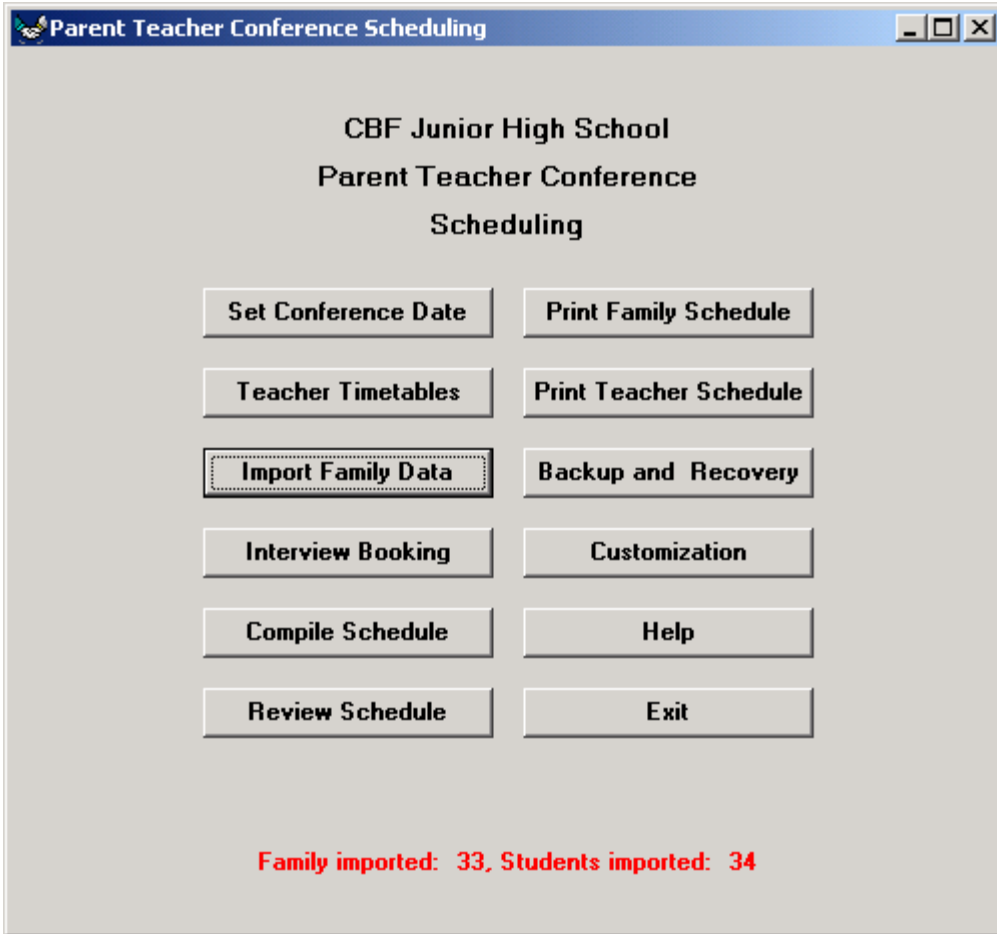 Parent Teacher Conference Scheduling
CBF Junior High School
Parent Teacher Conference
Scheduling
Set Conference Date
Print Family Schedule
Teacher Timetables
Print Teacher Schedule
Import Family Data
Backup and  Recovery
Interview Booking
Customization
Compile Schedule
Help
Review Schedule
Exit
Family imported:  33, Students imported:  34